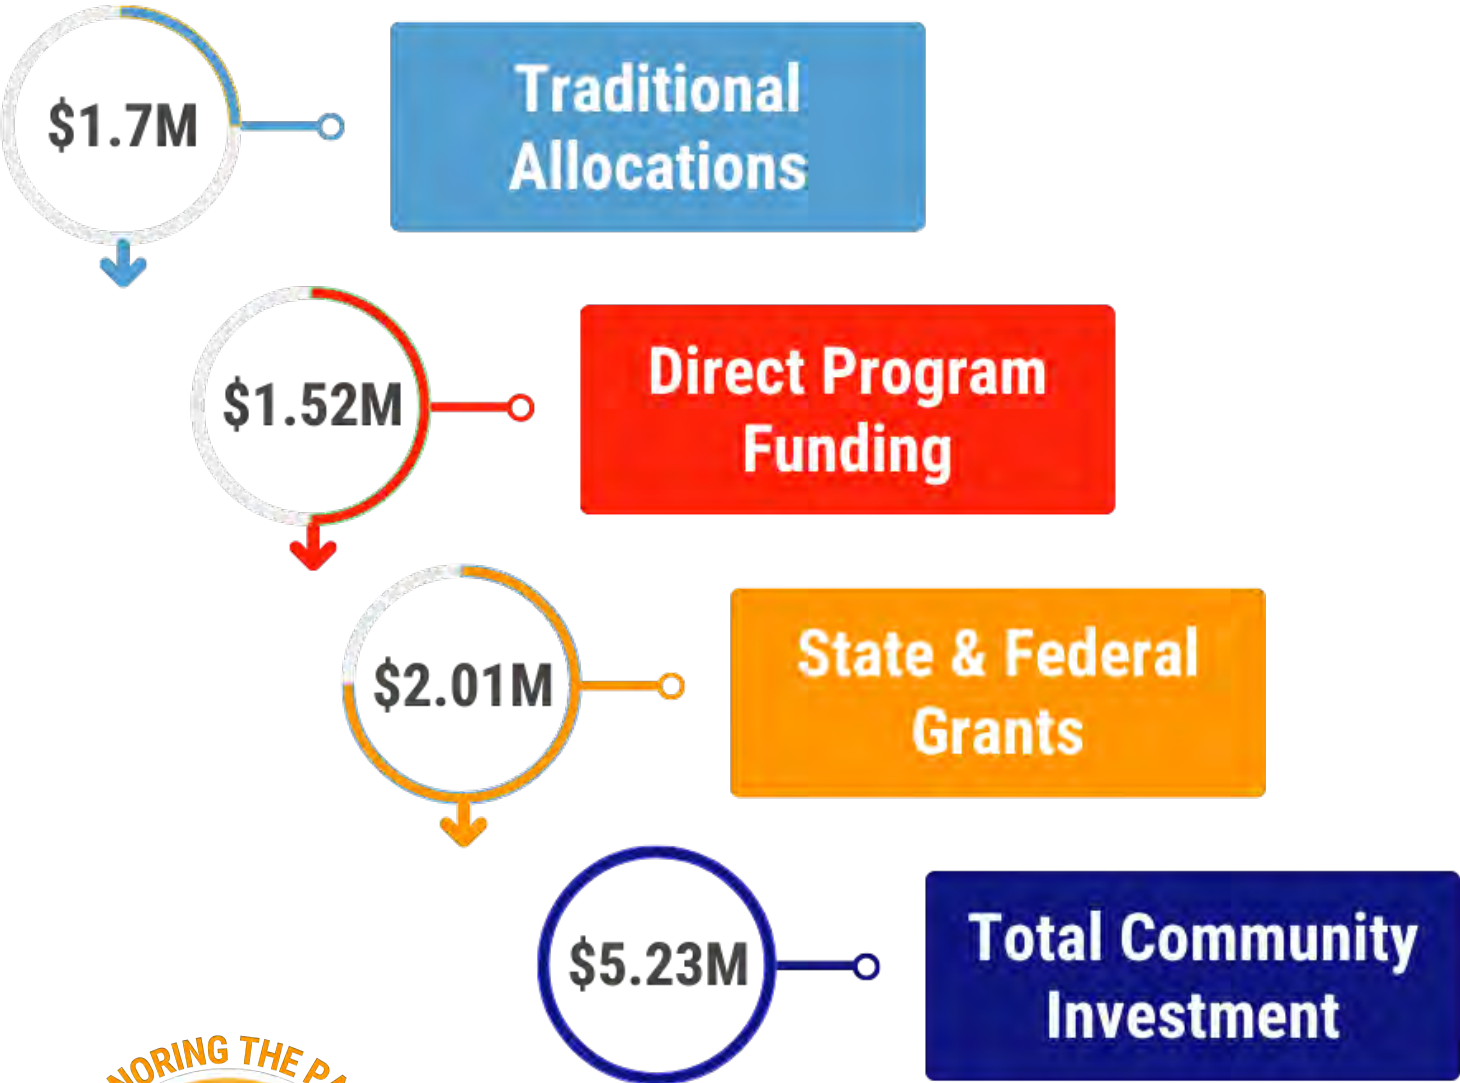 $1.7M
Traditional
Allocations
$1.52M
Direct Program
Funding
$2.01M
State & Federal
Grants
$5.23M
Total Community
Investment
THE